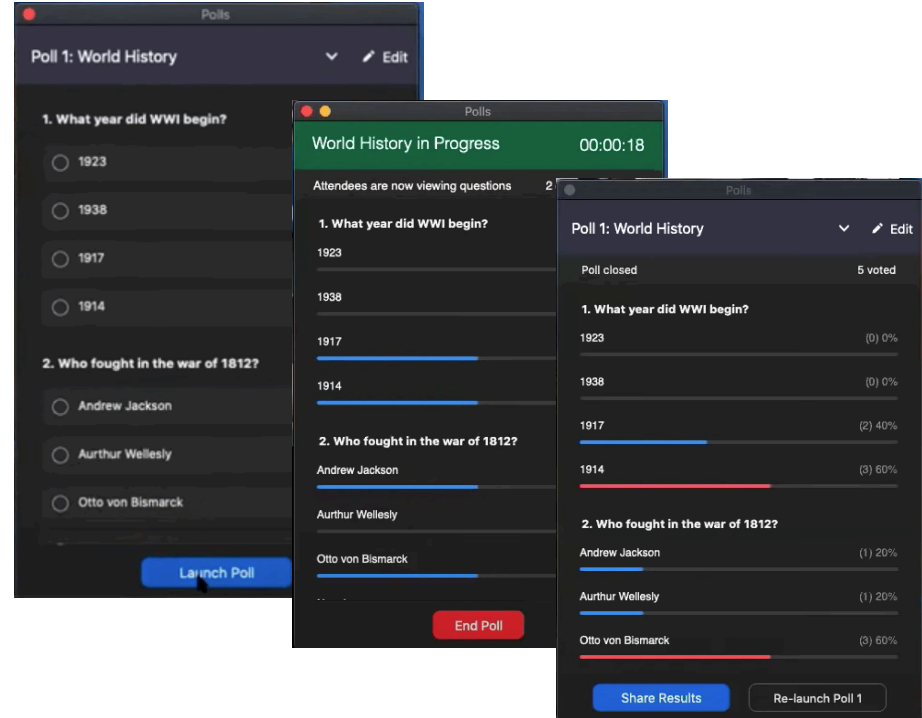 Polls
Poll 1: World History Edit
1. What year did WWI begin?
1923
1938
1917
1914
2. Who fought in the war of 1812?
Andrew Jackson
Aurthur Wellesly
Otto von Bismarck
Launch Poll
Polls
World History in Progress 00:00:18
Attendees are now viewing questions 2
1. What year did WWI begin?
1923
1938
1917
1914
2. Who fought in the war of 1812?
Andrew Jackson
Aurthur Wellesly
Otto von Bismarck
End Poll
Polls
Poll 1: World History Edit
Poll closed 5 voted
1. What year did WWI begin?
1923 (0) 0%
1938 (0) 0%
1917 (2) 40%
1914 (3) 60%
2. Who fought in the war of 1812?
Andrew Jackson (1) 20%
Aurthur Wellesly (1) 20%
Otto von Bismarck (3) 60%
Share Results Re-launch Poll 1